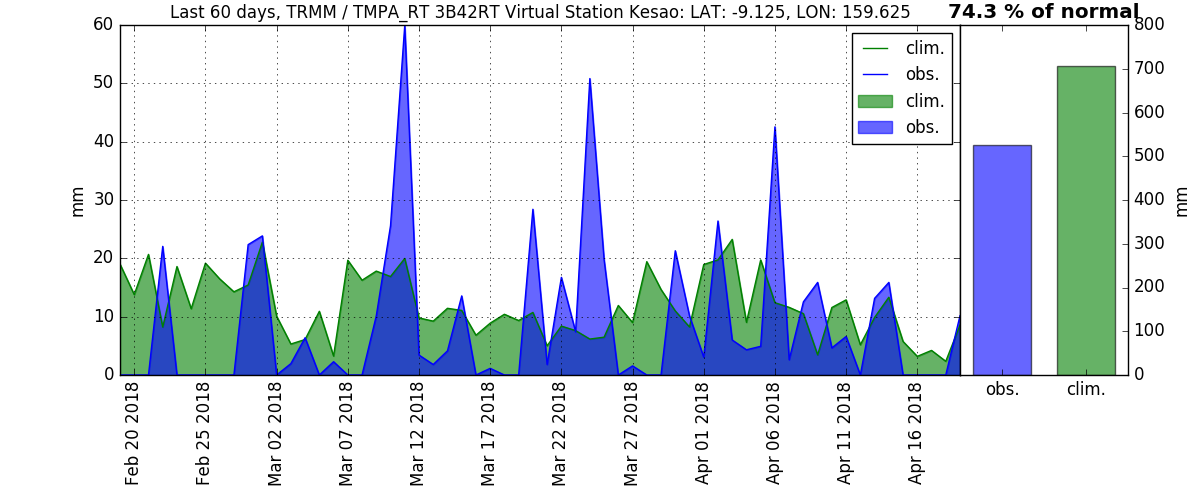 Last 60 days, TRMM / TMPA_RT 3B42RT Virtual Station Kesao: LAT: -9.125, LON: 159.625
74.3 % of normal
60
50
40
30
20
10
0
mm
clim.
obs.
clim.
obs.
800
700
600
500
400
300
200
100
0
mm
obs.
clim.
Feb 20 2018
Feb 25 2018
Mar 02 2018
Mar 07 2018
Mar 12 2018
Mar 17 2018
Mar 22 2018
Mar 27 2018
Apr 01 2018
Apr 06 2018
Apr 11 2018
Apr 16 2018